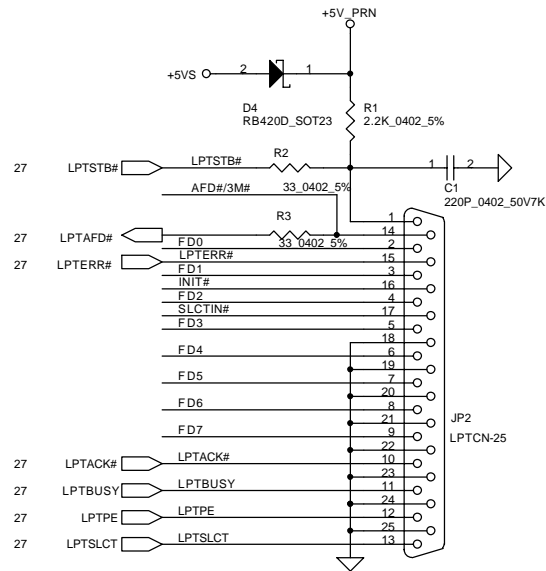 +5V_PRN
+5VS 2 1
D4
RB420D_SOT23
R1
2.2K_0402_5%
27 LPTSTB# LPTSTB# R2 33_0402_5%
1 2
C1
220P_0402_50V7K
AFD#/3M#
1
27 LPTAFD# R3 33_0402_5% 14
FD0 2
27 LPTERR# LPTERR# 15
FD1 3
INIT# 16
FD2 4
SLCTIN# 17
FD3 5
18
FD4 6
19
FD5 7
20
FD6 8
21
FD7 9
22
27 LPTACK# LPTACK# 10
23
27 LPTBUSY LPTBUSY 11
24
27 LPTPE LPTPE 12
25
27 LPTSLCT LPTSLCT 13
JP2
LPTCN-25